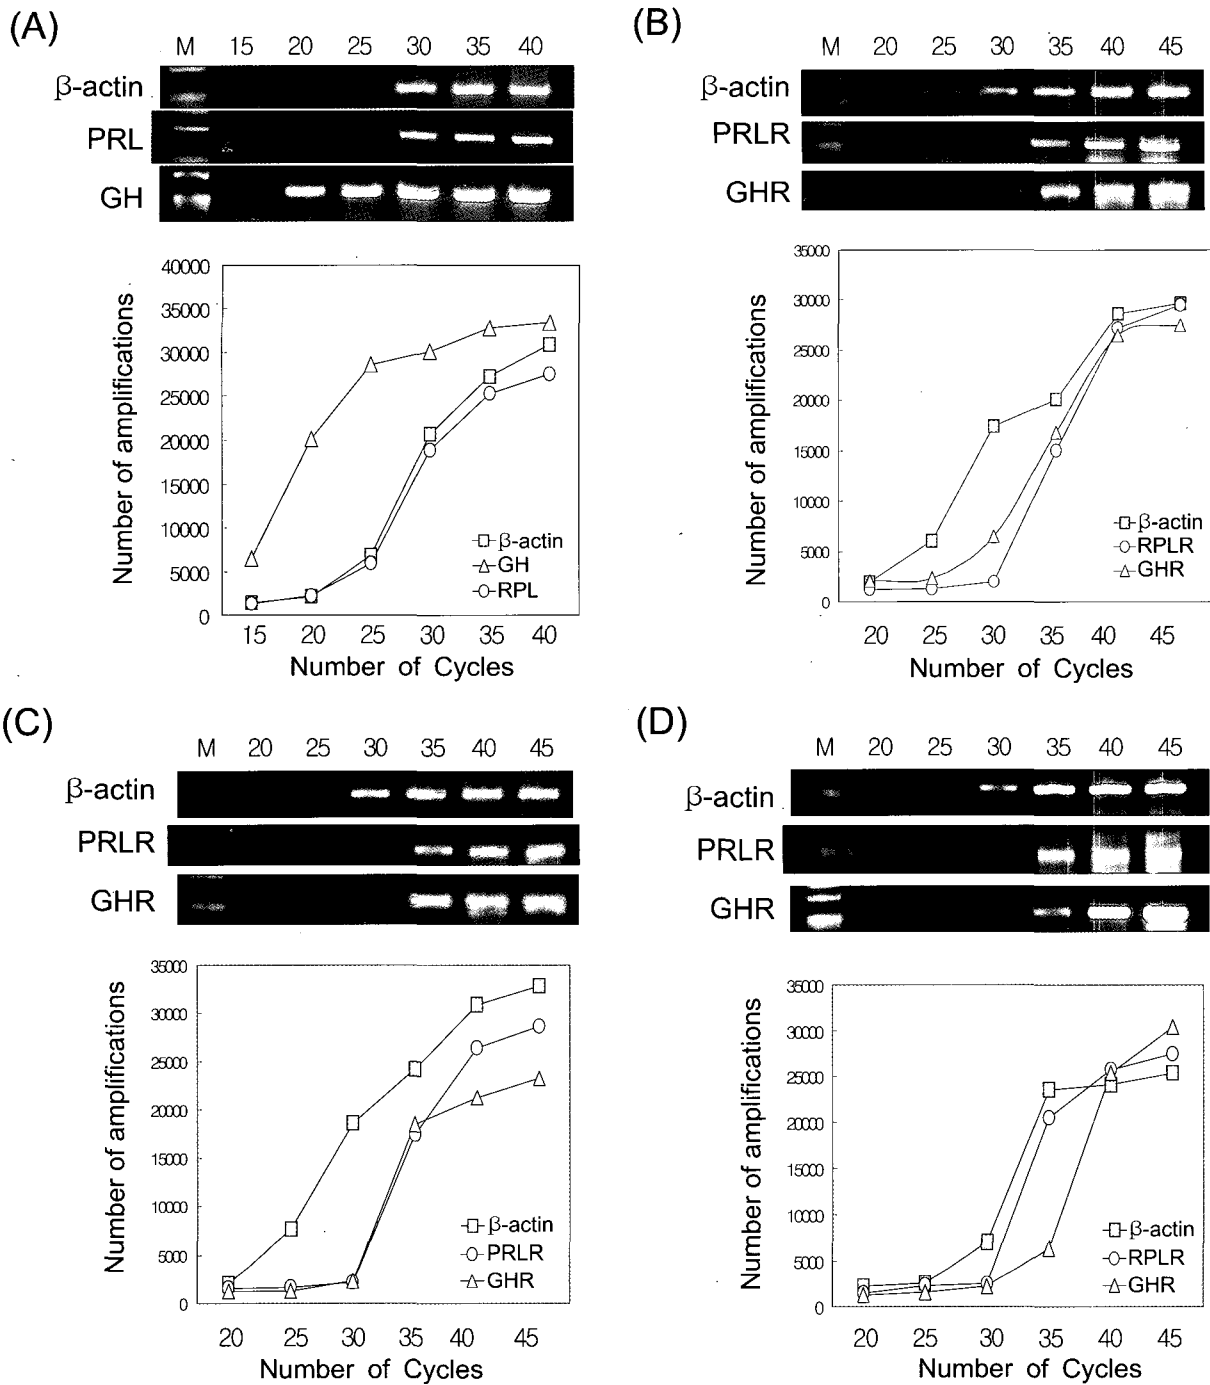 (A)
M 15 20 25 30 35 40
β-actin
PRL
GH
40000
35000
30000
25000
20000
15000
10000
5000
0
Number of amplifications
β-actin
GH
RPL
15 20 25 30 35 40
Number of Cycles
(B)
M 20 25 30 35 40 45
β-actin
PRLR
GHR
35000
30000
25000
20000
15000
10000
5000
0
Number of amplifications
β-actin
RPLR
GHR
20 25 30 35 40 45
Number of Cycles
(C)
M 20 25 30 35 40 45
β-actin
PRLR
GHR
35000
30000
25000
20000
15000
10000
5000
0
Number of amplifications
β-actin
PRLR
GHR
20 25 30 35 40 45
Number of Cycles
(D)
M 20 25 30 35 40 45
β-actin
PRLR
GHR
35000
30000
25000
20000
15000
10000
5000
0
Number of amplifications
β-actin
RPLR
GHR
20 25 30 35 40 45
Number of Cycles